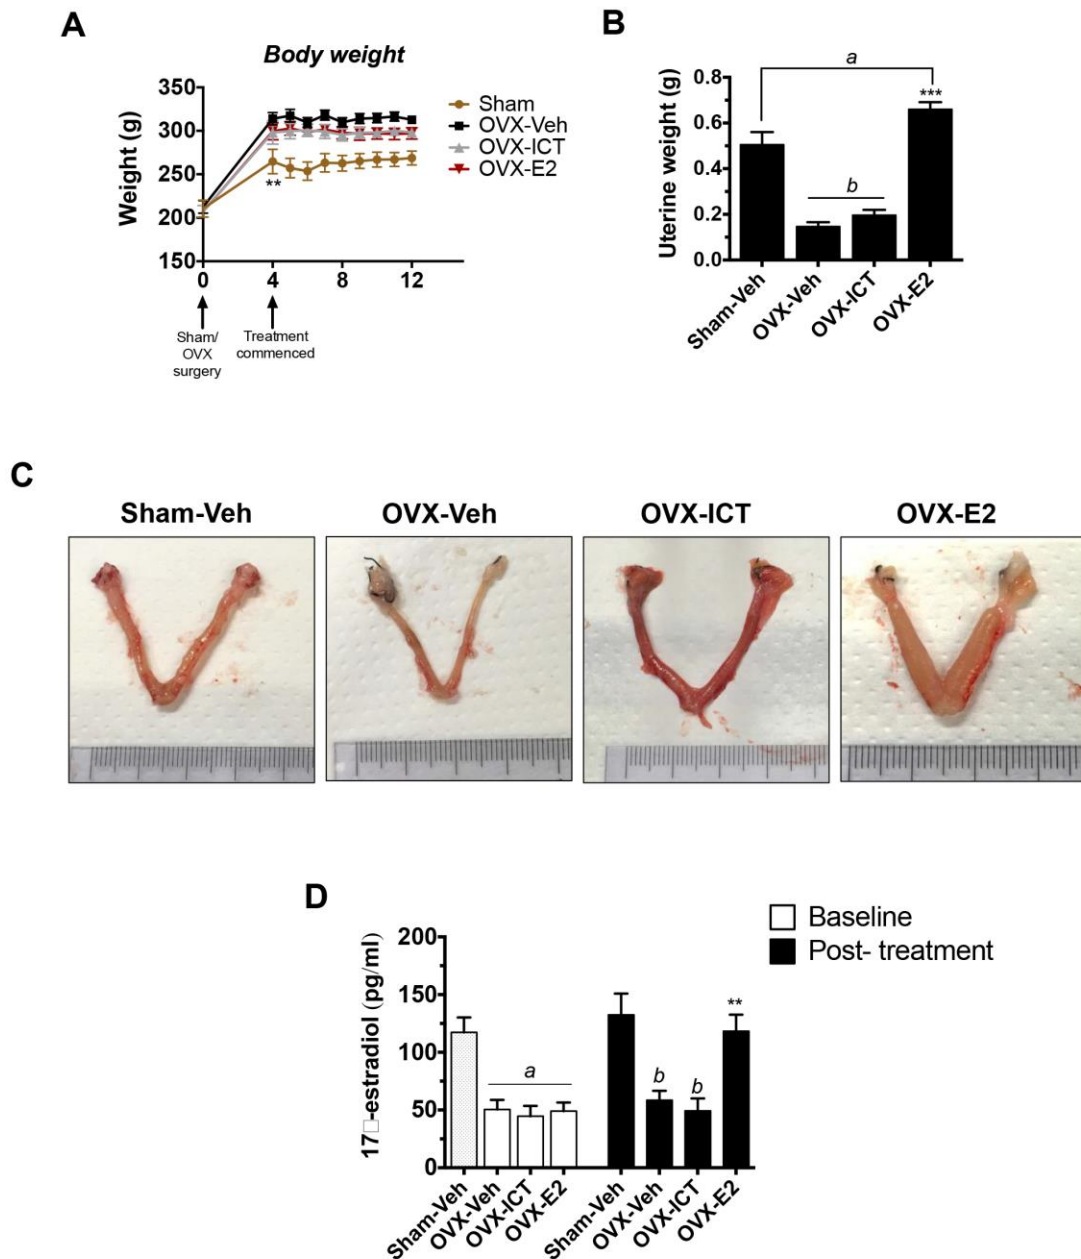 A
Body weight
Weight (g)
350
300
250
200
150
0
4
8
12
Sham
OVX-Veh
OVX-ICT
OVX-E2
**
Sham/
OVX
surgery
Treatment
commenced
B
Uterine weight (g)
0.8
0.6
0.4
0.2
0.0
a
b
***
Sham-Veh
OVX-Veh
OVX-ICT
OVX-E2
C
Sham-Veh
OVX-Veh
OVX-ICT
OVX-E2
D
Baseline
Post- treatment
17□-estradiol (pg/ml)
200
150
100
50
0
a
b
b
**
Sham-Veh
OVX-Veh
OVX-ICT
OVX-E2
Sham-Veh
OVX-Veh
OVX-ICT
OVX-E2